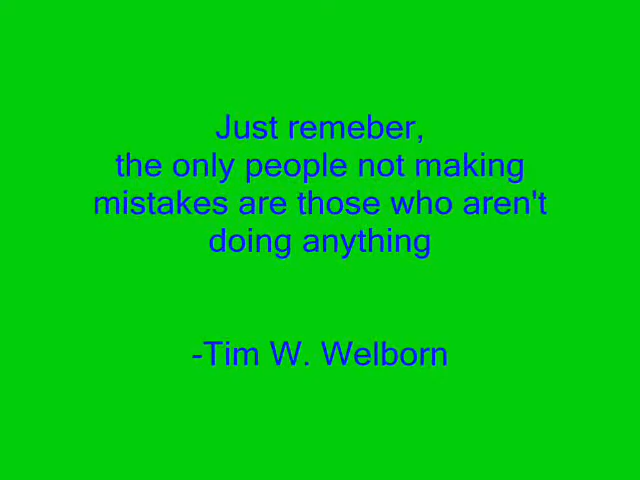 Just remeber,
the only people not making
mistakes are those who aren't
doing anything
-Tim W. Welborn